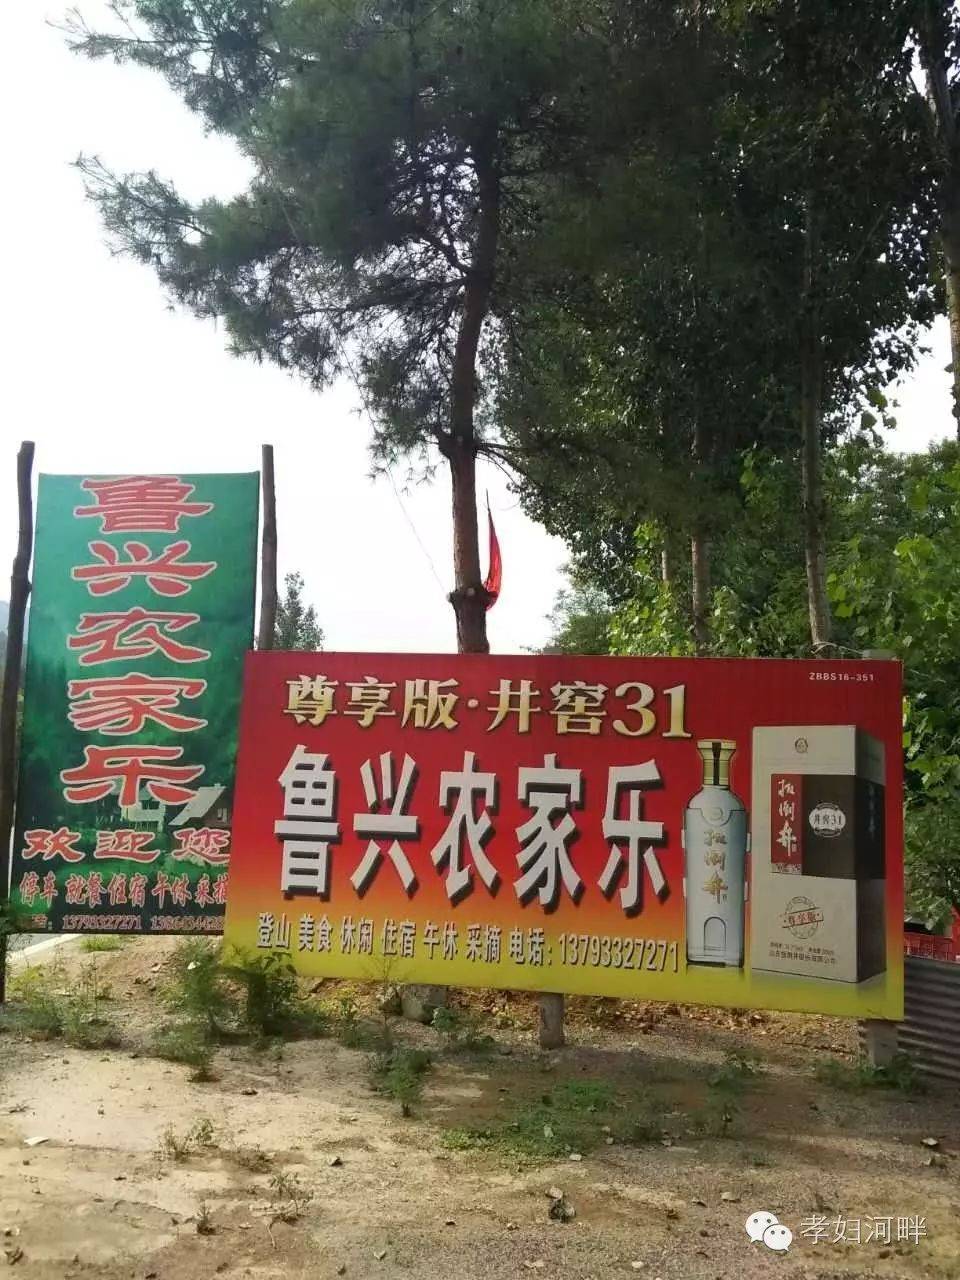 鲁兴农家乐
欢迎您
停车 就餐 住宿 午休 采摘
13793327271
尊享版·井窖31
ZBBS16-351
鲁兴农家乐
登山 美食 休闲 住宿 午休 采摘 电话:13793327271
扳倒井
扳倒井
井窖31
尊享版
孝妇河畔